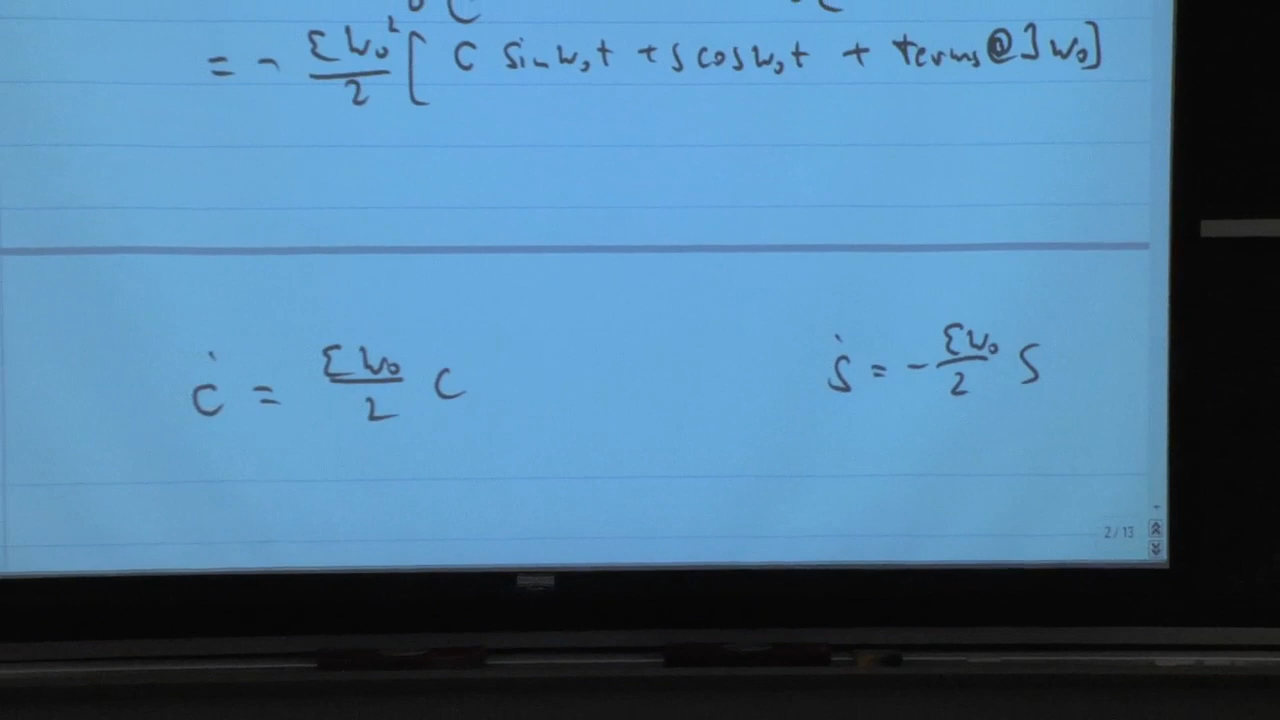 = - εω₀²/2 [ C sin ω₀t + S cos ω₀t + terms @ 3ω₀]
Ċ = εω₀/2 C Ṡ = - εω₀/2 S
2/13